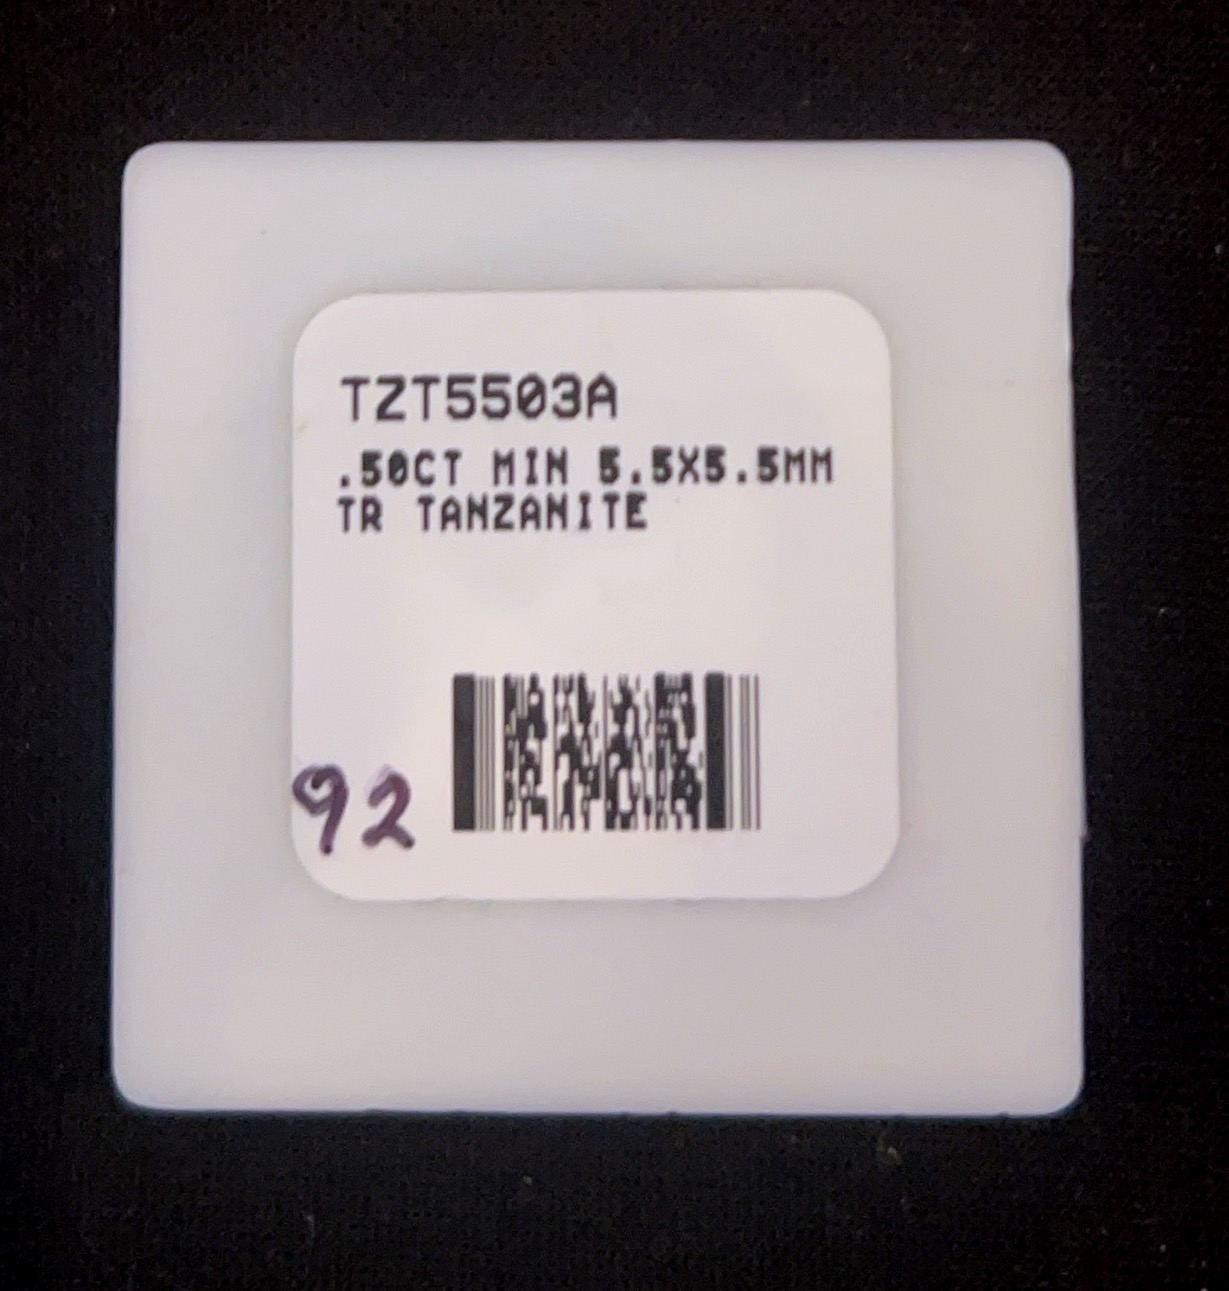 TZT5503A
.50CT MIN 5.5X5.5MM
TR TANZANITE
92